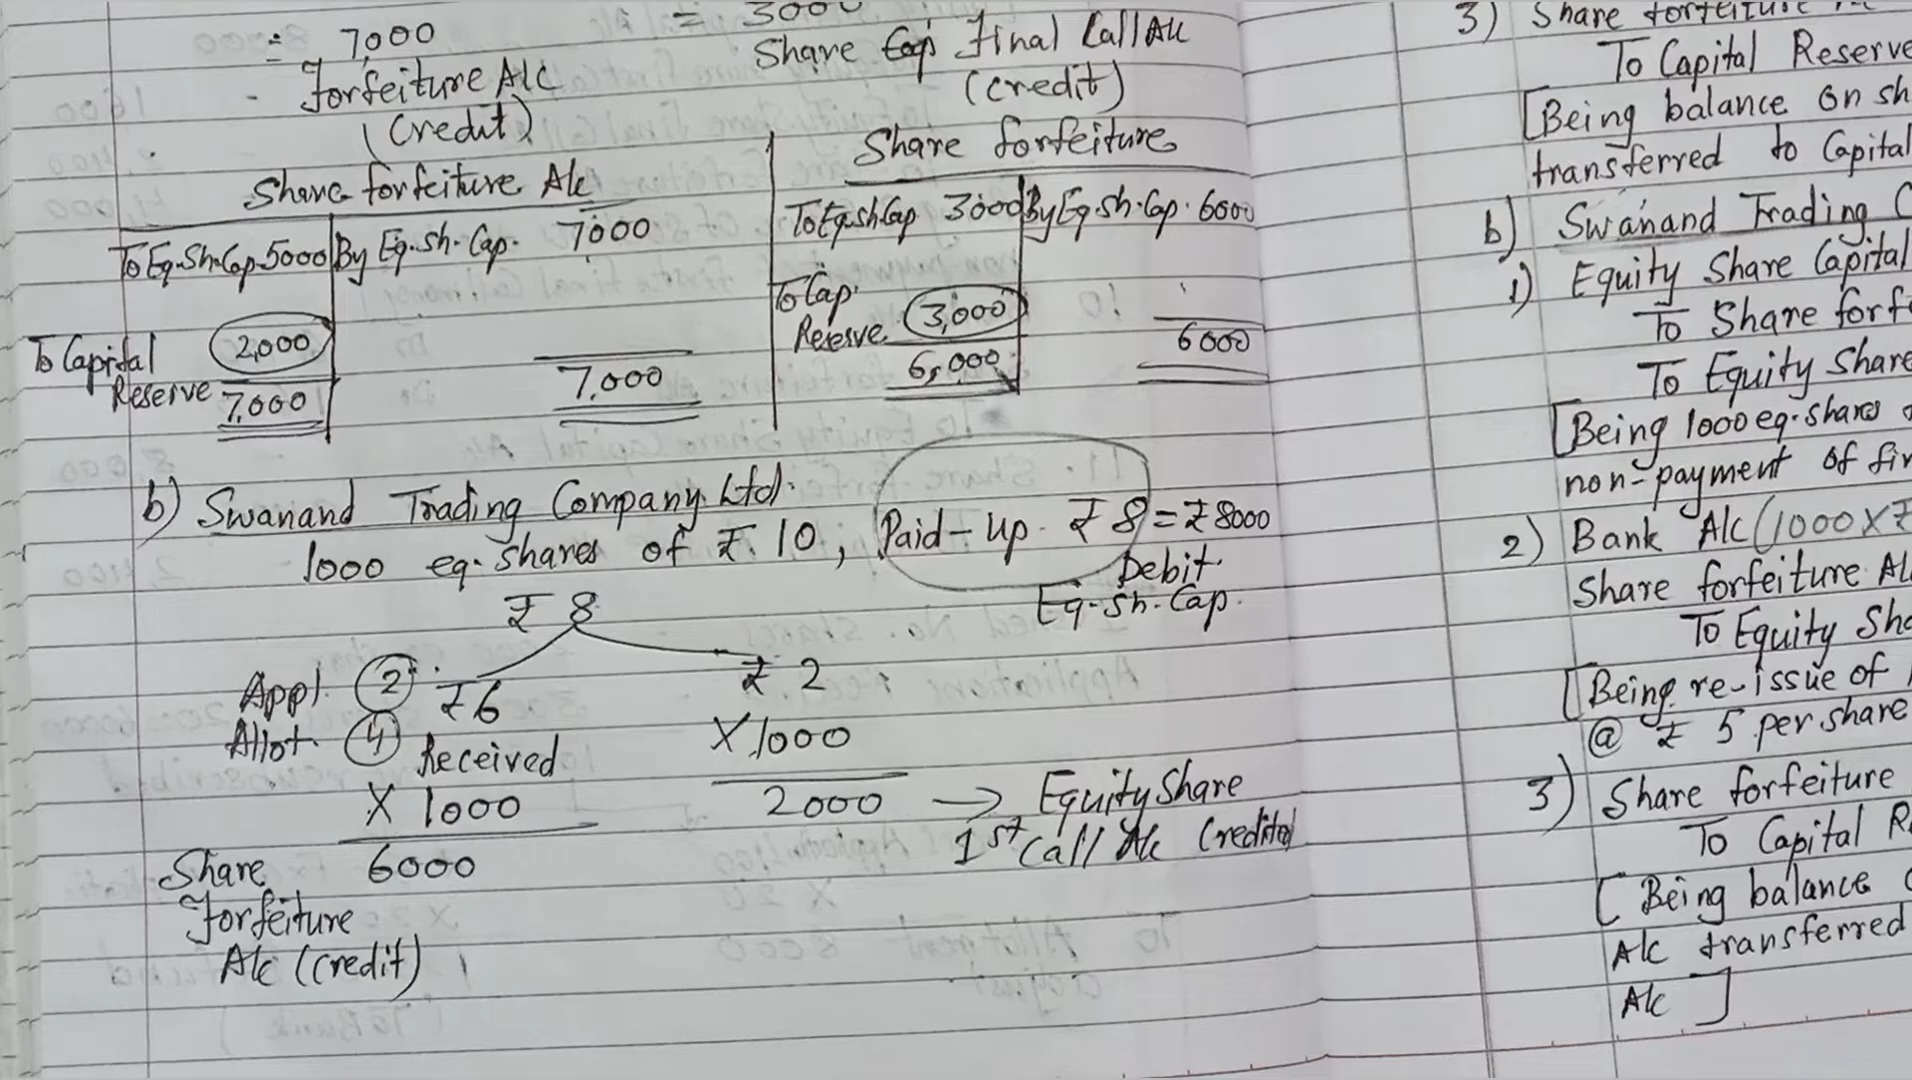 = 7,000
Forfeiture A/c
(Credit)
= 3000
Share Cap Final Call A/c
(Credit)
Share forfeiture A/c
To Eq.Sh.Cap.5000 By Eq.Sh.Cap. 7000
To Capital Reserve 2,000
7,000 7,000
Share forfeiture
To Eq.Sh.Cap 3000 By Eq.Sh.Cap. 6000
To Cap. Reserve 3,000
6,000 6000
b) Swanand Trading Company Ltd.
1000 eq. shares of ₹. 10, Paid-up. ₹ 8 = ₹ 8000
Debit.
Eq.Sh.Cap.
₹ 8
Appl. 2 ₹6
Allot. 4 Received
X 1000
6000
Share
forfeiture
A/c (credit)
₹ 2
X 1000
2000 → Equity Share
1st Call A/c Credited
3) Share forfeiture
To Capital Reserve
[Being balance on sh
transferred to Capital
b) Swanand Trading C
1) Equity Share Capital
To Share forfe
To Equity Share
[Being 1000 eq.shares
non-payment of fir
2) Bank A/c (1000 X ₹
Share forfeiture A/
To Equity Sha
[Being re-issue of
@ ₹ 5 per share
3) Share forfeiture
To Capital R
[Being balance
A/c transferred
A/c ]